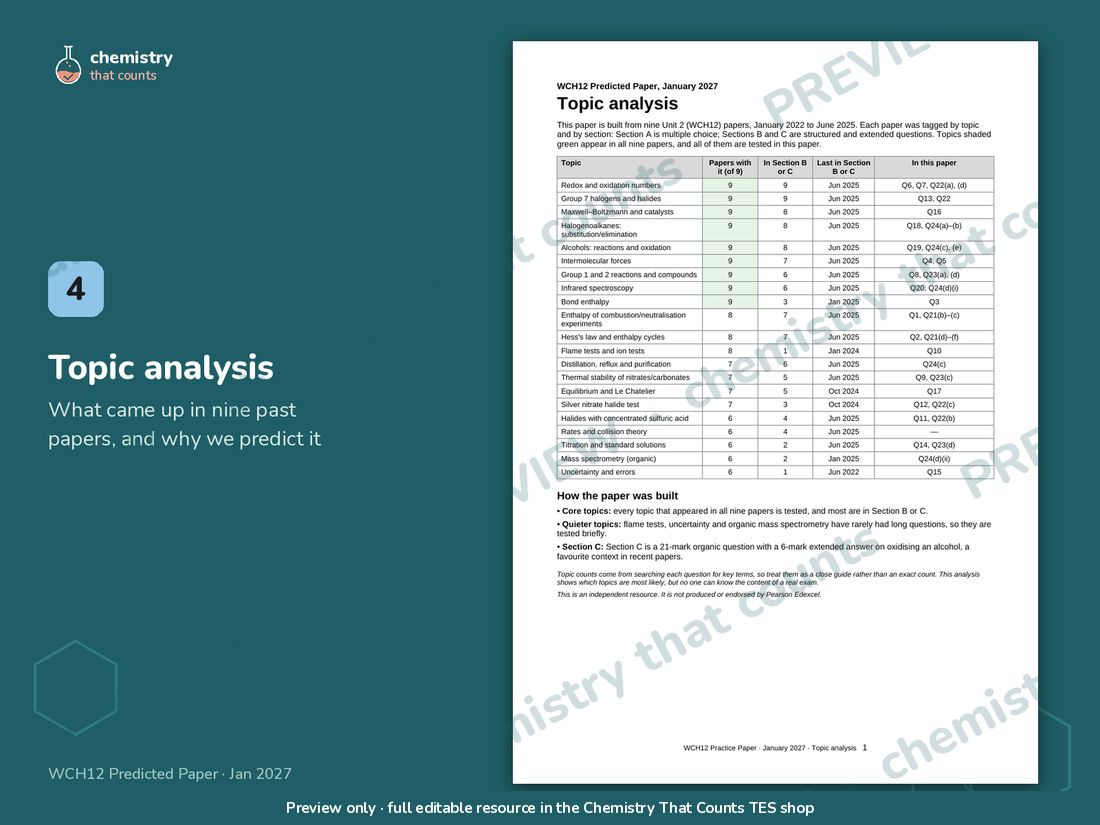 chemistry
that counts
4
Topic analysis
What came up in nine past
papers, and why we predict it
WCH12 Predicted Paper · Jan 2027
WCH12 Predicted Paper, January 2027
Topic analysis
This paper is built from nine Unit 2 (WCH12) papers, January 2022 to June 2025. Each paper was tagged by topic
and by section: Section A is multiple choice; Sections B and C are structured and extended questions. Topics shaded
green appear in all nine papers, and all of them are tested in this paper.
Topic Papers with it (of 9) In Section B or C Last in Section B or C In this paper
Redox and oxidation numbers 9 9 Jun 2025 Q6, Q7, Q22(a), (d)
Group 7 halogens and halides 9 9 Jun 2025 Q13, Q22
Maxwell–Boltzmann and catalysts 9 8 Jun 2025 Q16
Halogenoalkanes: substitution/elimination 9 8 Jun 2025 Q18, Q24(a)–(b)
Alcohols: reactions and oxidation 9 8 Jun 2025 Q19, Q24(c), (e)
Intermolecular forces 9 7 Jun 2025 Q4, Q5
Group 1 and 2 reactions and compounds 9 6 Jun 2025 Q8, Q23(a), (d)
Infrared spectroscopy 9 6 Jun 2025 Q20, Q24(d)(i)
Bond enthalpy 9 3 Jan 2025 Q3
Enthalpy of combustion/neutralisation experiments 8 7 Jun 2025 Q1, Q21(b)–(c)
Hess's law and enthalpy cycles 8 7 Jun 2025 Q2, Q21(d)–(f)
Flame tests and ion tests 8 1 Jan 2024 Q10
Distillation, reflux and purification 7 6 Jun 2025 Q24(c)
Thermal stability of nitrates/carbonates 7 5 Jun 2025 Q9, Q23(c)
Equilibrium and Le Chatelier 7 5 Oct 2024 Q17
Silver nitrate halide test 7 3 Oct 2024 Q12, Q22(c)
Halides with concentrated sulfuric acid 6 4 Jun 2025 Q11, Q22(b)
Rates and collision theory 6 4 Jun 2025 —
Titration and standard solutions 6 2 Jun 2025 Q14, Q23(d)
Mass spectrometry (organic) 6 2 Jan 2025 Q24(d)(ii)
Uncertainty and errors 6 1 Jun 2022 Q15
How the paper was built
• Core topics: every topic that appeared in all nine papers is tested, and most are in Section B or C.
• Quieter topics: flame tests, uncertainty and organic mass spectrometry have rarely had long questions, so they are
tested briefly.
• Section C: Section C is a 21-mark organic question with a 6-mark extended answer on oxidising an alcohol, a
favourite context in recent papers.
Topic counts come from searching each question for key terms, so treat them as a close guide rather than an exact count. This analysis
shows which topics are most likely, but no one can know the content of a real exam.
This is an independent resource. It is not produced or endorsed by Pearson Edexcel.
WCH12 Practice Paper · January 2027 · Topic analysis 1
Preview only · full editable resource in the Chemistry That Counts TES shop